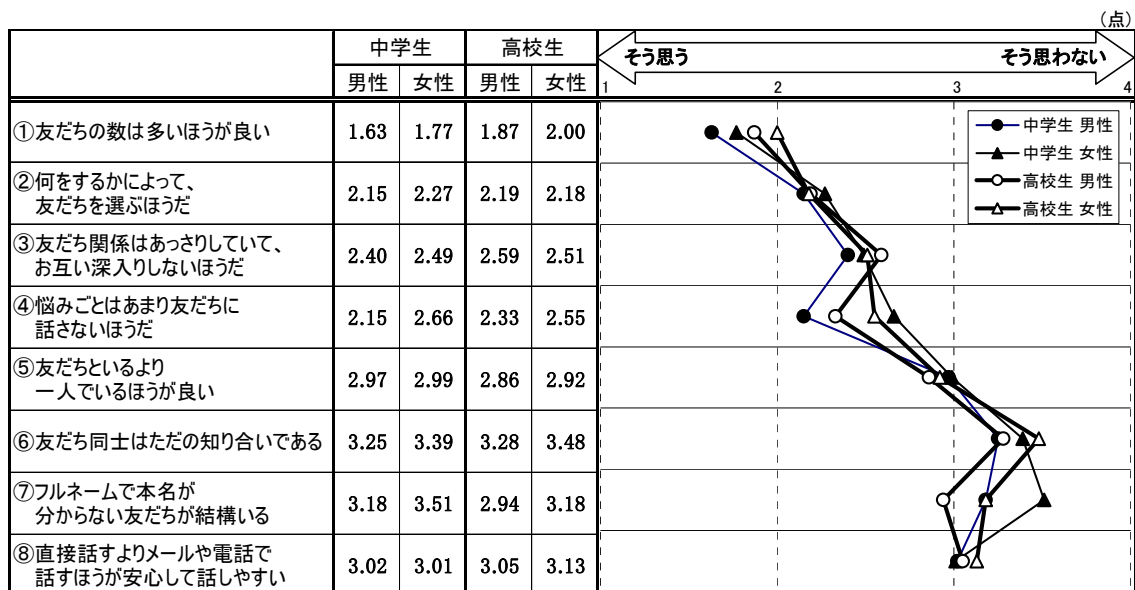 (点)
中学生 高校生
男性 女性 男性 女性
そう思う そう思わない
1 2 3 4
①友だちの数は多いほうが良い 1.63 1.77 1.87 2.00
②何をするかによって、
友だちを選ぶほうだ 2.15 2.27 2.19 2.18
③友だち関係はあっさりしていて、
お互い深入りしないほうだ 2.40 2.49 2.59 2.51
④悩みごとはあまり友だちに
話さないほうだ 2.15 2.66 2.33 2.55
⑤友だちといるより
一人でいるほうが良い 2.97 2.99 2.86 2.92
⑥友だち同士はただの知り合いである 3.25 3.39 3.28 3.48
⑦フルネームで本名が
分からない友だちが結構いる 3.18 3.51 2.94 3.18
⑧直接話すよりメールや電話で
話すほうが安心して話しやすい 3.02 3.01 3.05 3.13
中学生 男性
中学生 女性
高校生 男性
高校生 女性